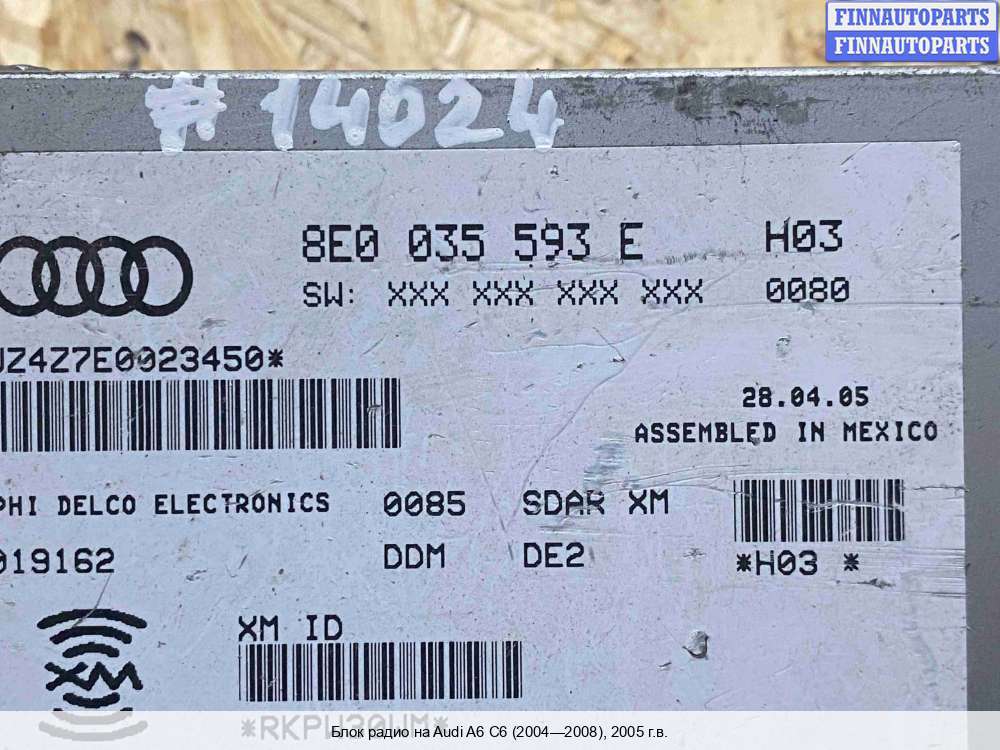 FINNAUTOPARTS
FINNAUTOPARTS
#14024
8E0 035 593 E H03
SW: XXX XXX XXX XXX 0080
UZ4Z7E0023450*
28.04.05
ASSEMBLED IN MEXICO
PHI DELCO ELECTRONICS 0085 SDAR XM
019162 DDM DE2
*H03 *
XM ID
XM
Блок радио на Audi A6 C6 (2004—2008), 2005 г.в.